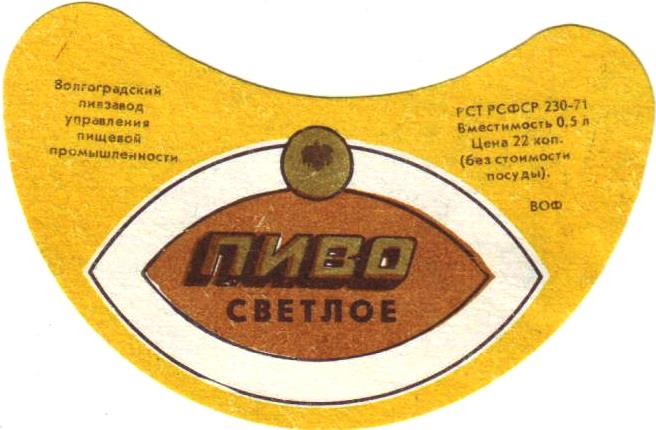 Волгоградский
пивзавод
управления
пищевой
промышленности
РСТ РСФСР 230-71
Вместимость 0,5 л
Цена 22 коп.
(без стоимости
посуды).
ВОФ
ПИВО
СВЕТЛОЕ